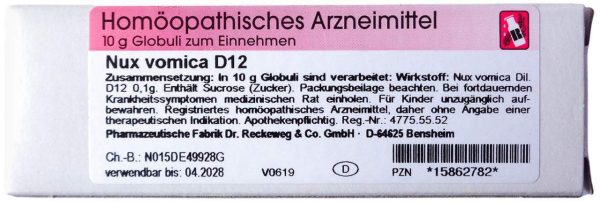 Homöopathisches Arzneimittel
10 g Globuli zum Einnehmen
Nux vomica D12
Zusammensetzung: In 10 g Globuli sind verarbeitet: Wirkstoff: Nux vomica Dil.
D12 0,1g. Enthält Sucrose (Zucker). Packungsbeilage beachten. Bei fortdauernden
Krankheitssymptomen medizinischen Rat einholen. Für Kinder unzugänglich auf-
bewahren. Registriertes homöopathisches Arzneimittel, daher ohne Angabe einer
therapeutischen Indikation. Apothekenpflichtig. Reg.-Nr.: 4775.55.52
Pharmazeutische Fabrik Dr. Reckeweg & Co. GmbH · D-64625 Bensheim
Ch.-B.: N015DE49928G
verwendbar bis: 04.2028 V0619 D PZN *15862782*